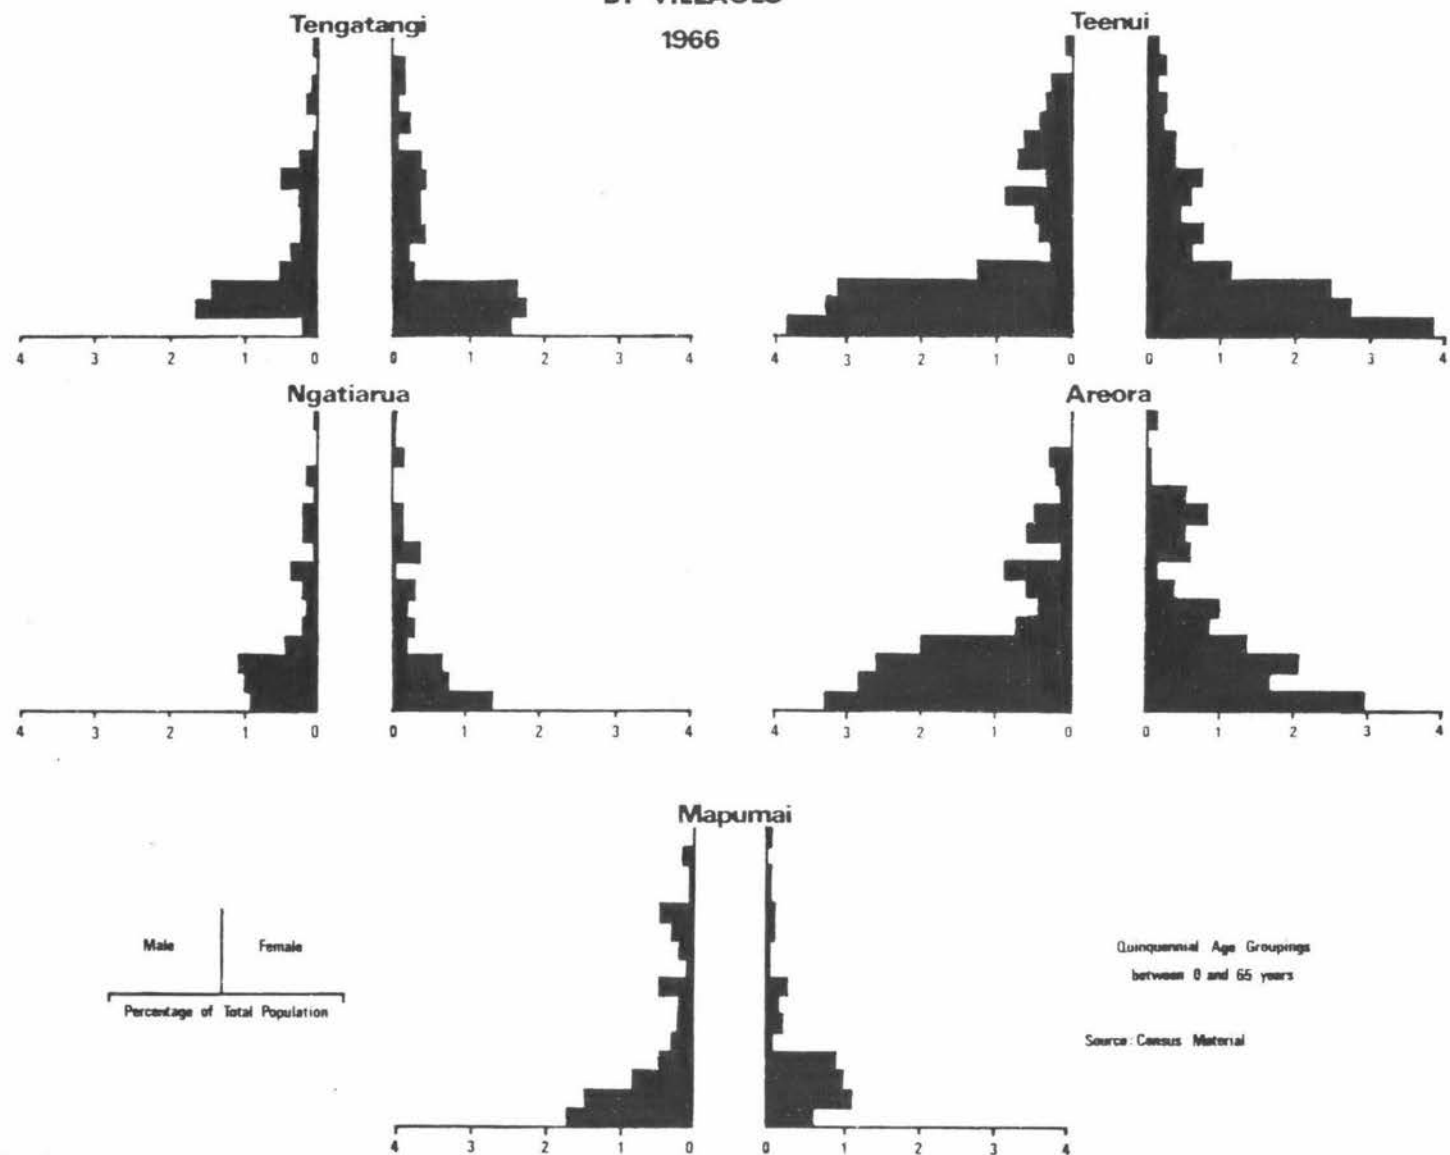 1966
Tengatangi
Teenui
4 3 2 1 0
0 1 2 3 4
4 3 2 1 0
0 1 2 3 4
Ngatiarua
Areora
4 3 2 1 0
0 1 2 3 4
4 3 2 1 0
0 1 2 3 4
Mapumai
4 3 2 1 0
0 1 2 3 4
Male Female
Percentage of Total Population
Quinquennial Age Groupings
between 0 and 65 years
Source: Census Material